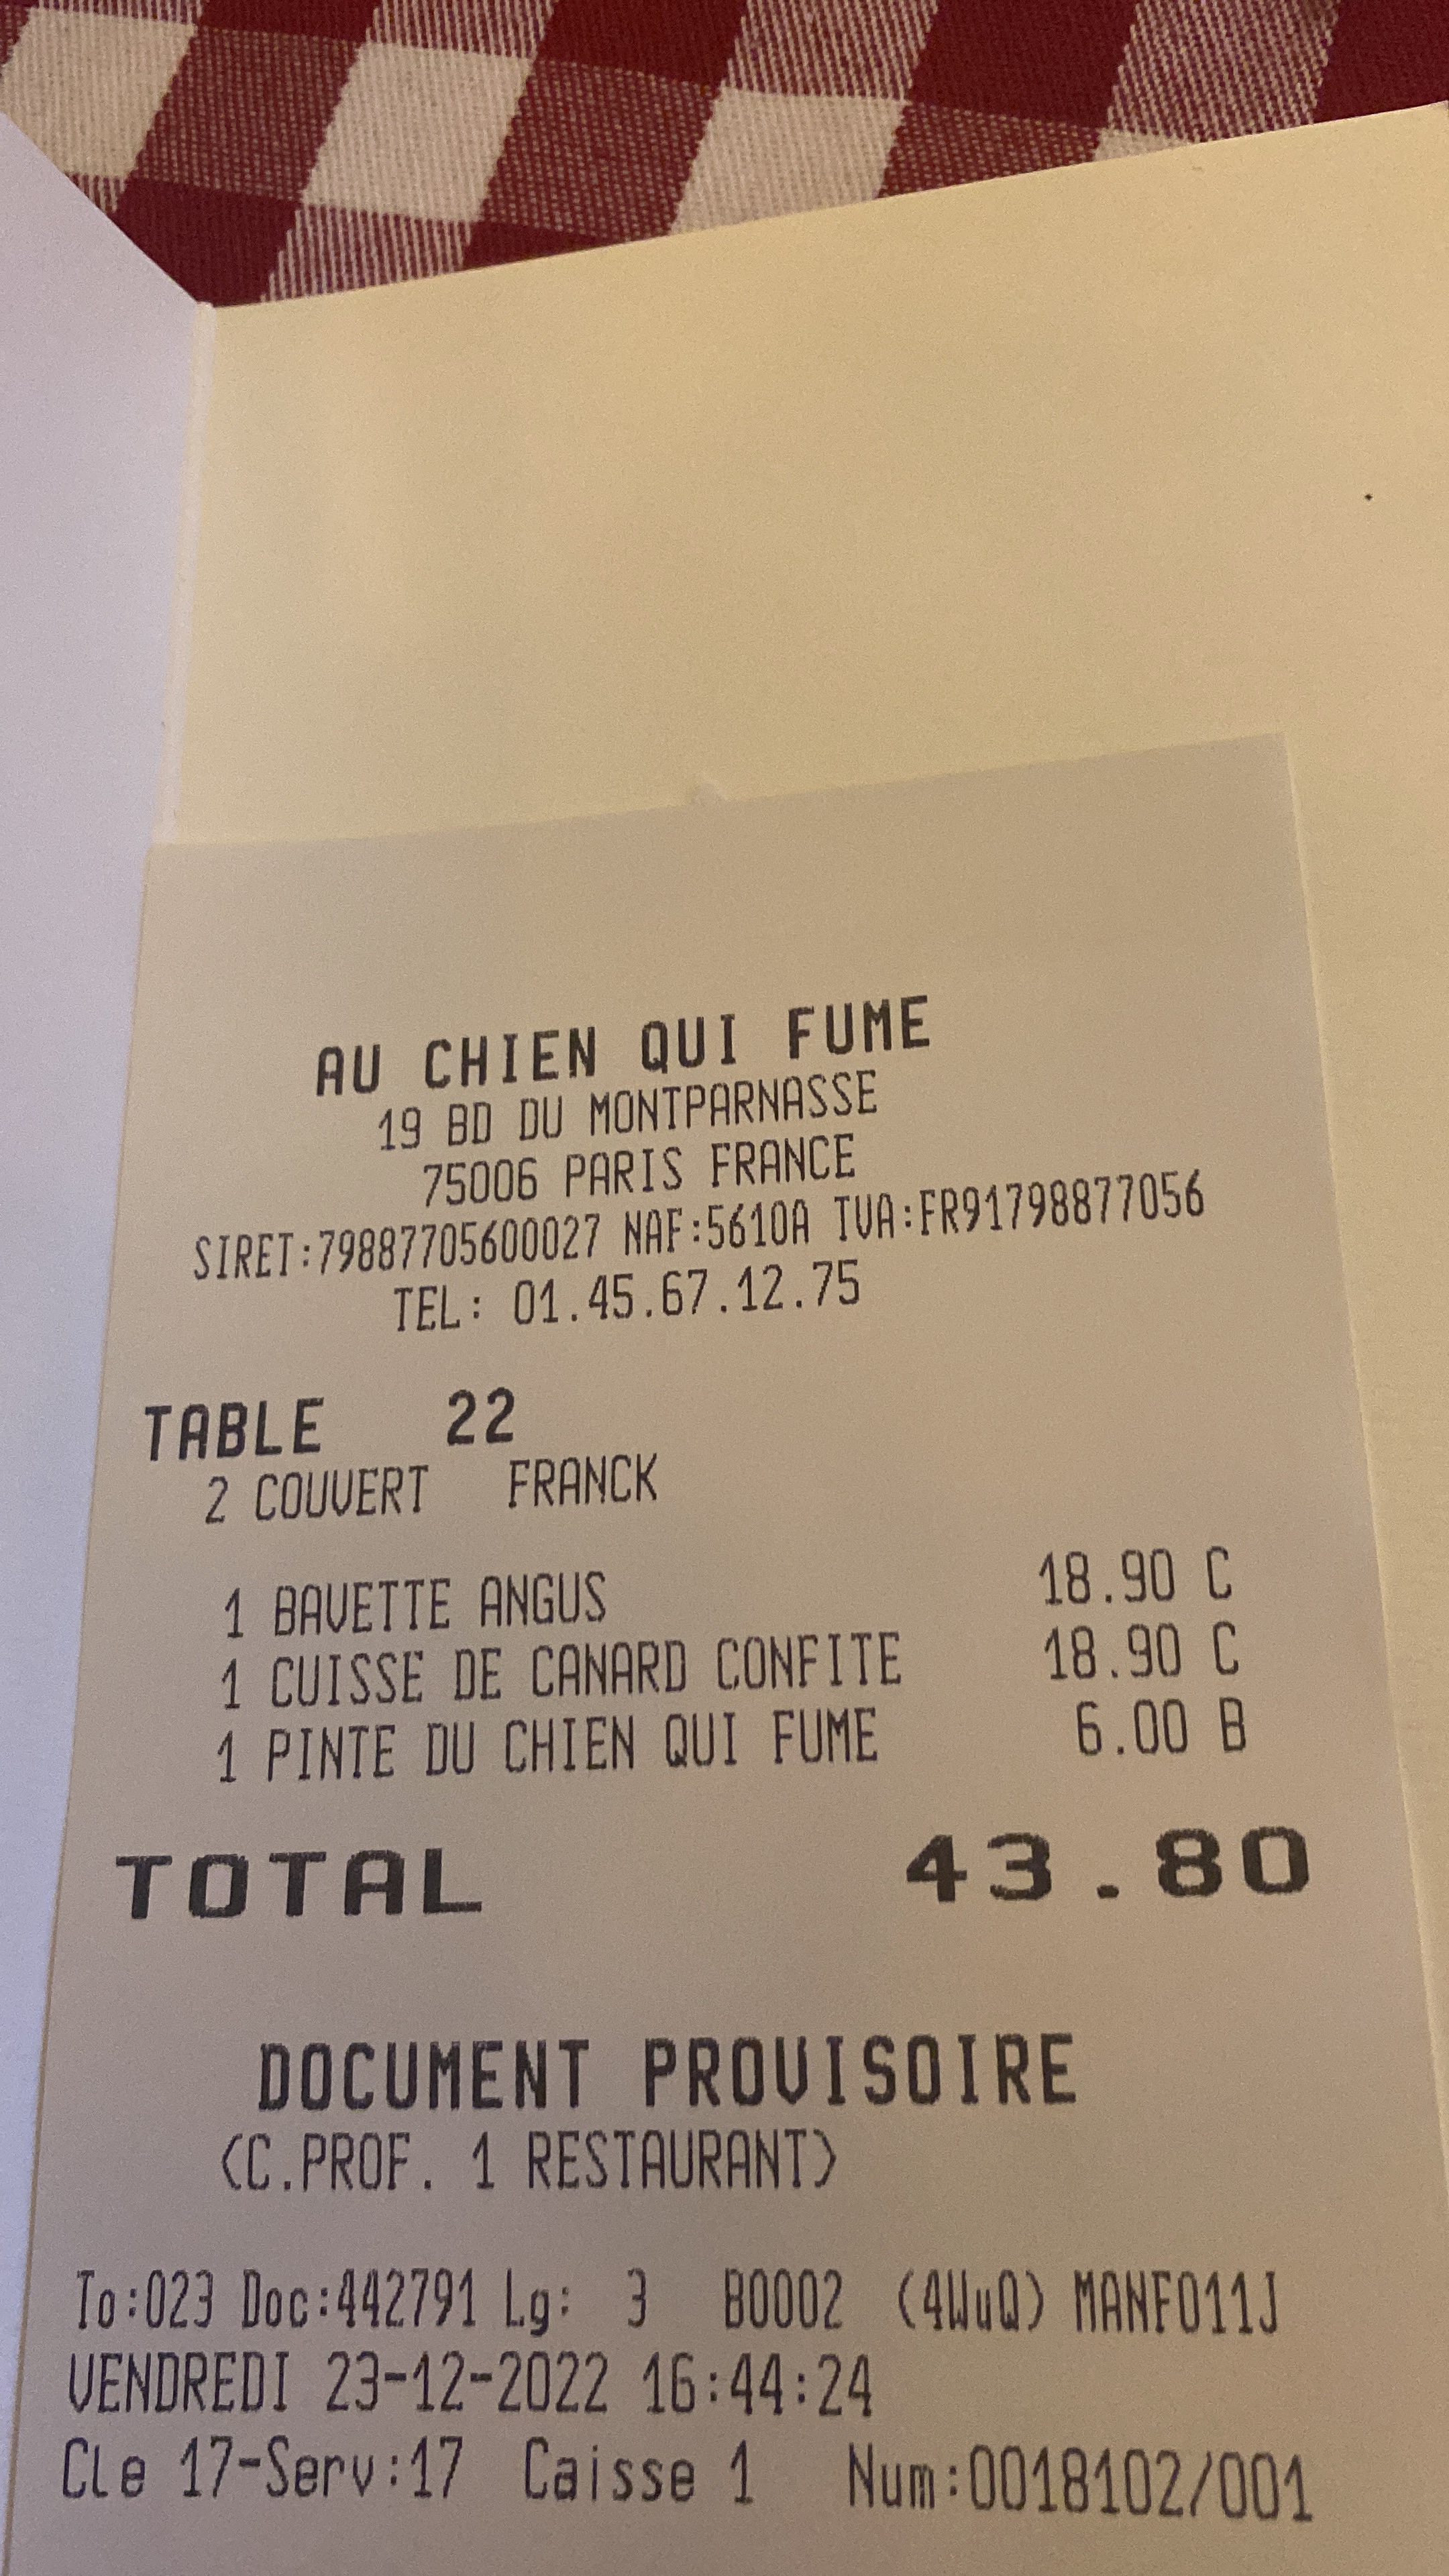 AU CHIEN QUI FUME
19 BD DU MONTPARNASSE
75006 PARIS FRANCE
SIRET:79887705600027 NAF:5610A TVA:FR91798877056
TEL: 01.45.67.12.75
TABLE 22
2 COUVERT FRANCK
1 BAVETTE ANGUS 18.90 C
1 CUISSE DE CANARD CONFITE 18.90 C
1 PINTE DU CHIEN QUI FUME 6.00 B
TOTAL 43.80
DOCUMENT PROVISOIRE
(C.PROF. 1 RESTAURANT)
To:023 Doc:442791 Lg: 3 B0002 (4WuQ) MANF011J
VENDREDI 23-12-2022 16:44:24
Cle 17-Serv:17 Caisse 1 Num:0018102/001